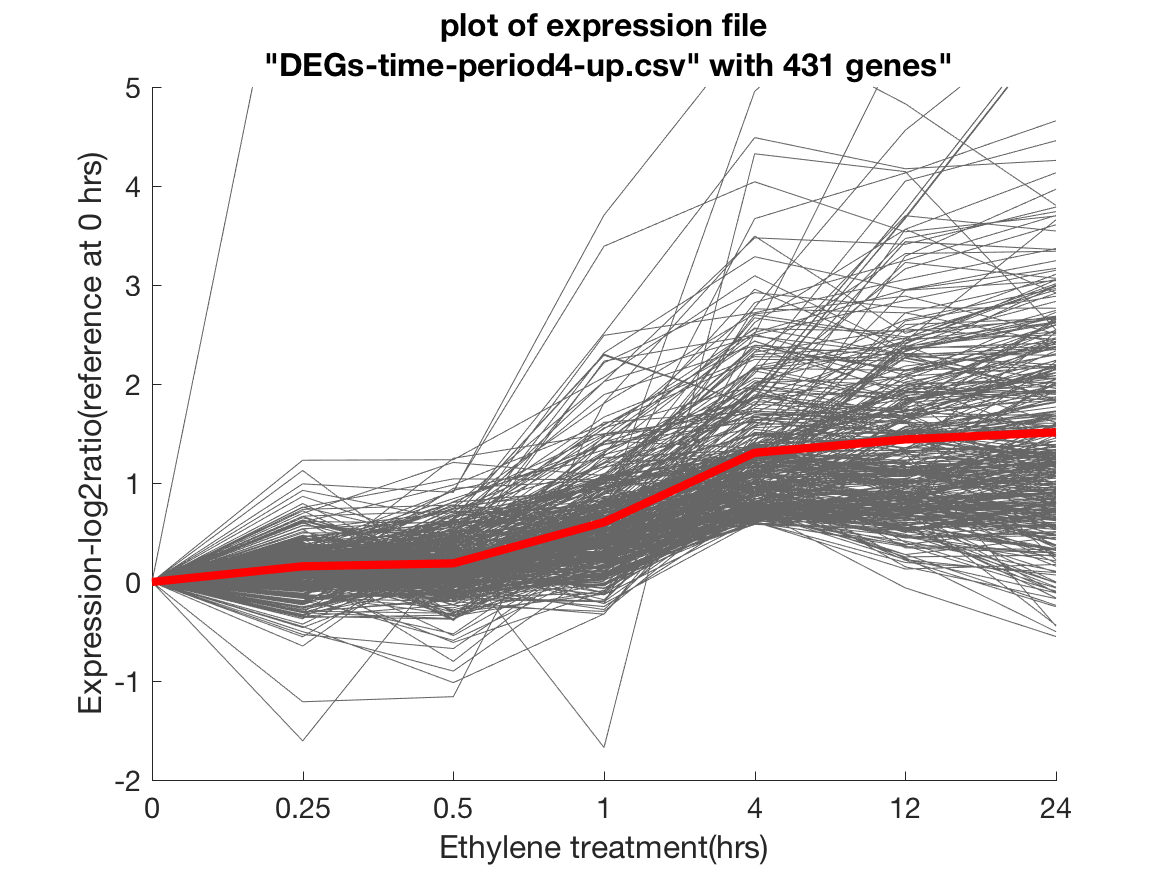 plot of expression file
"DEGs-time-period4-up.csv" with 431 genes"
5
4
3
2
1
0
-1
-2
Expression-log2ratio(reference at 0 hrs)
0 0.25 0.5 1 4 12 24
Ethylene treatment(hrs)